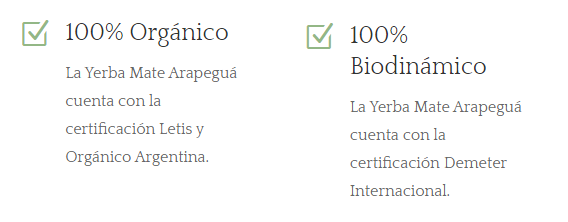 100% Orgánico
La Yerba Mate Arapeguá
cuenta con la
certificación Letis y
Orgánico Argentina.
100%
Biodinámico
La Yerba Mate Arapeguá
cuenta con la
certificación Demeter
Internacional.